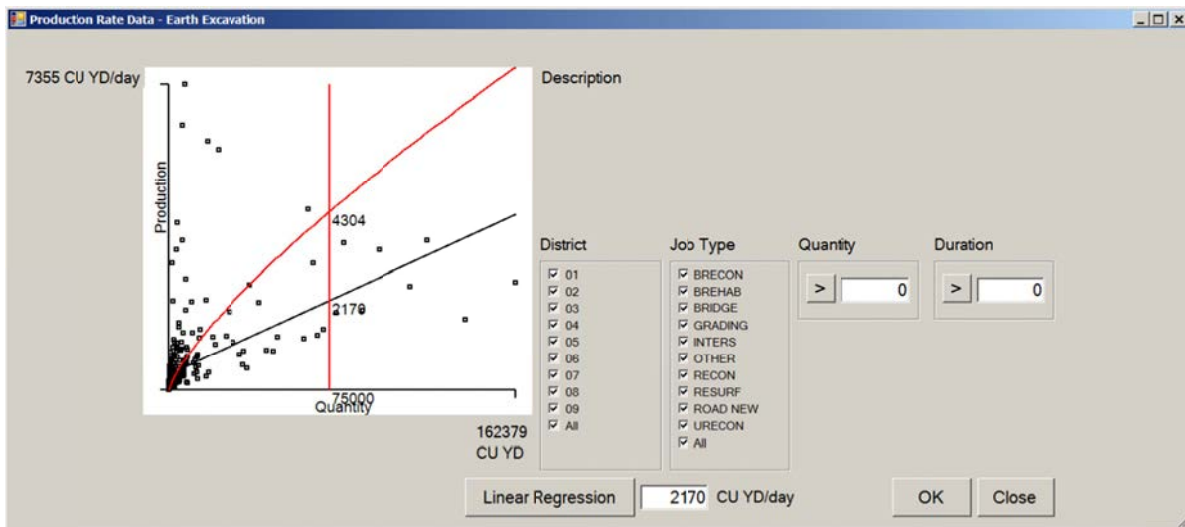 Production Rate Data - Earth Excavation
7355 CU YD/day
Description
Production
4304
2170
75000
Quantity
162379
CU YD
District
01
02
03
04
05
06
07
08
09
All
Job Type
BRECON
BREHAB
BRIDGE
GRADING
INTERS
OTHER
RECON
RESURF
ROAD NEW
URECON
All
Quantity
> 0
Duration
> 0
Linear Regression 2170 CU YD/day OK Close